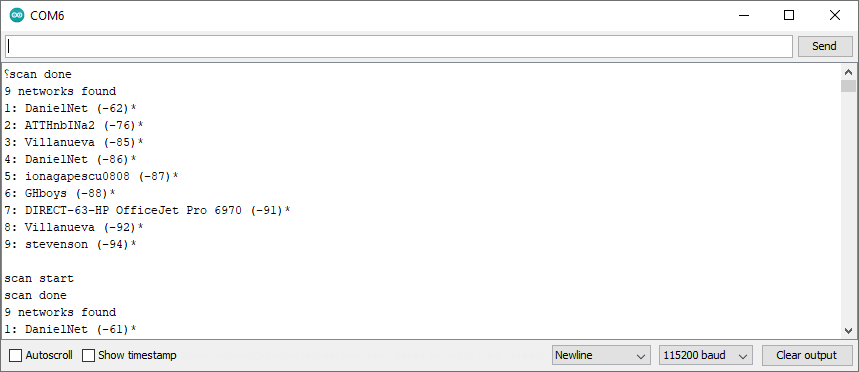 COM6
Send
⸮scan done
9 networks found
1: DanielNet (-62)*
2: ATTHnbINa2 (-76)*
3: Villanueva (-85)*
4: DanielNet (-86)*
5: ionagapescu0808 (-87)*
6: GHboys (-88)*
7: DIRECT-63-HP OfficeJet Pro 6970 (-91)*
8: Villanueva (-92)*
9: stevenson (-94)*

scan start
scan done
9 networks found
1: DanielNet (-61)*
Autoscroll Show timestamp Newline 115200 baud Clear output